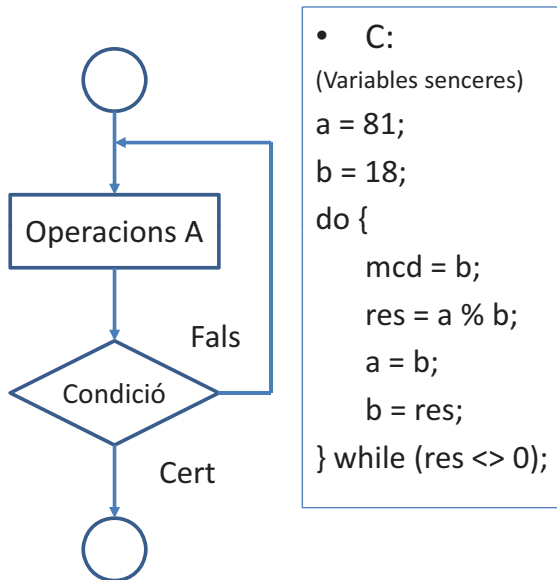 Operacions A
Fals
Condició
Cert
• C:
(Variables senceres)
a = 81;
b = 18;
do {
mcd = b;
res = a % b;
a = b;
b = res;
} while (res <> 0);